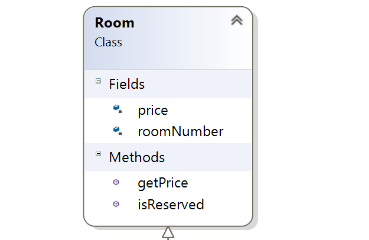 Room
Class
Fields
price
roomNumber
Methods
getPrice
isReserved